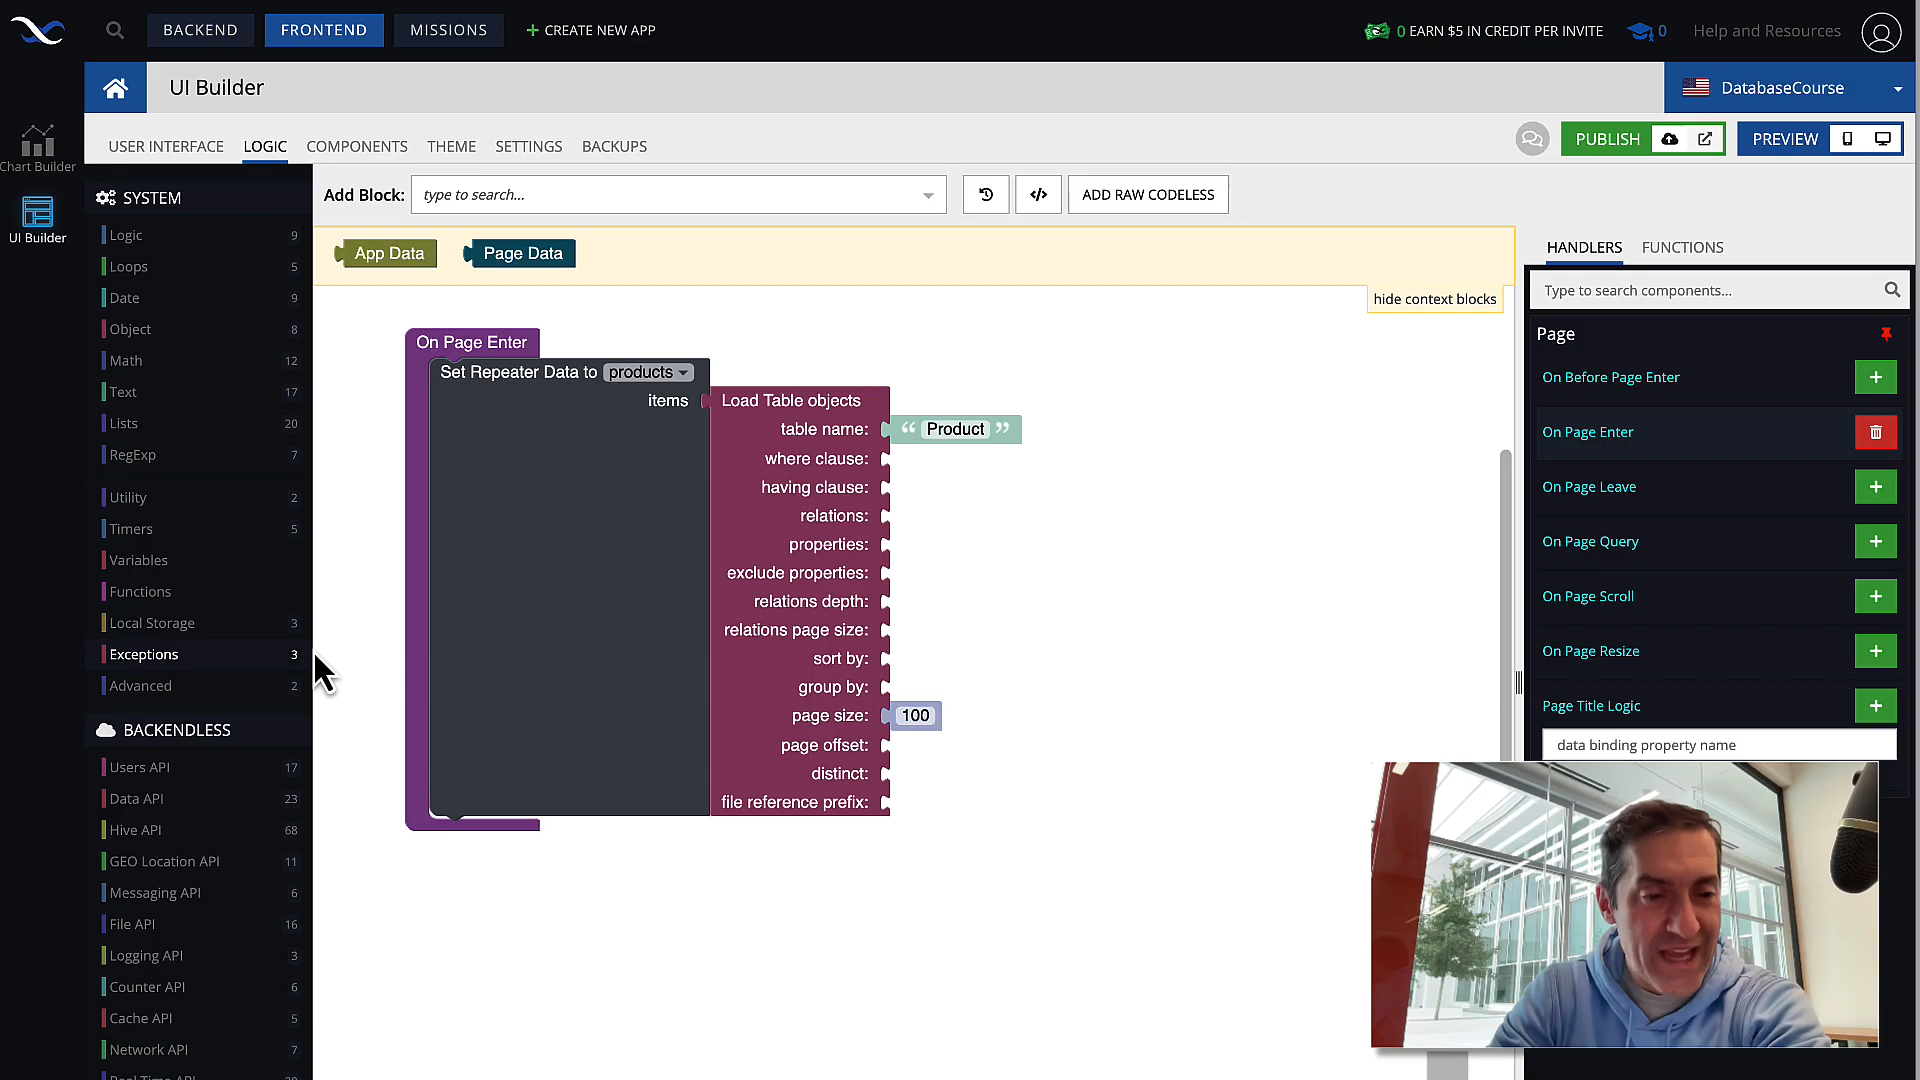 BACKEND
FRONTEND
MISSIONS
+ CREATE NEW APP
0 EARN $5 IN CREDIT PER INVITE
0
Help and Resources
UI Builder
DatabaseCourse
USER INTERFACE
LOGIC
COMPONENTS
THEME
SETTINGS
BACKUPS
PUBLISH
PREVIEW
Chart Builder
UI Builder
SYSTEM
Logic 9
Loops 5
Date 9
Object 8
Math 12
Text 17
Lists 20
RegExp 7
Utility 2
Timers 5
Variables
Functions
Local Storage 3
Exceptions 3
Advanced 2
BACKENDLESS
Users API 17
Data API 23
Hive API 68
GEO Location API 11
Messaging API 6
File API 16
Logging API 3
Counter API 6
Cache API 5
Network API 7
Add Block:
type to search...
</>
ADD RAW CODELESS
App Data
Page Data
hide context blocks
On Page Enter
Set Repeater Data to products
items
Load Table objects
table name: “ Product ”
where clause:
having clause:
relations:
properties:
exclude properties:
relations depth:
relations page size:
sort by:
group by:
page size: 100
page offset:
distinct:
file reference prefix:
HANDLERS
FUNCTIONS
Type to search components...
Page
On Before Page Enter
On Page Enter
On Page Leave
On Page Query
On Page Scroll
On Page Resize
Page Title Logic
data binding property name